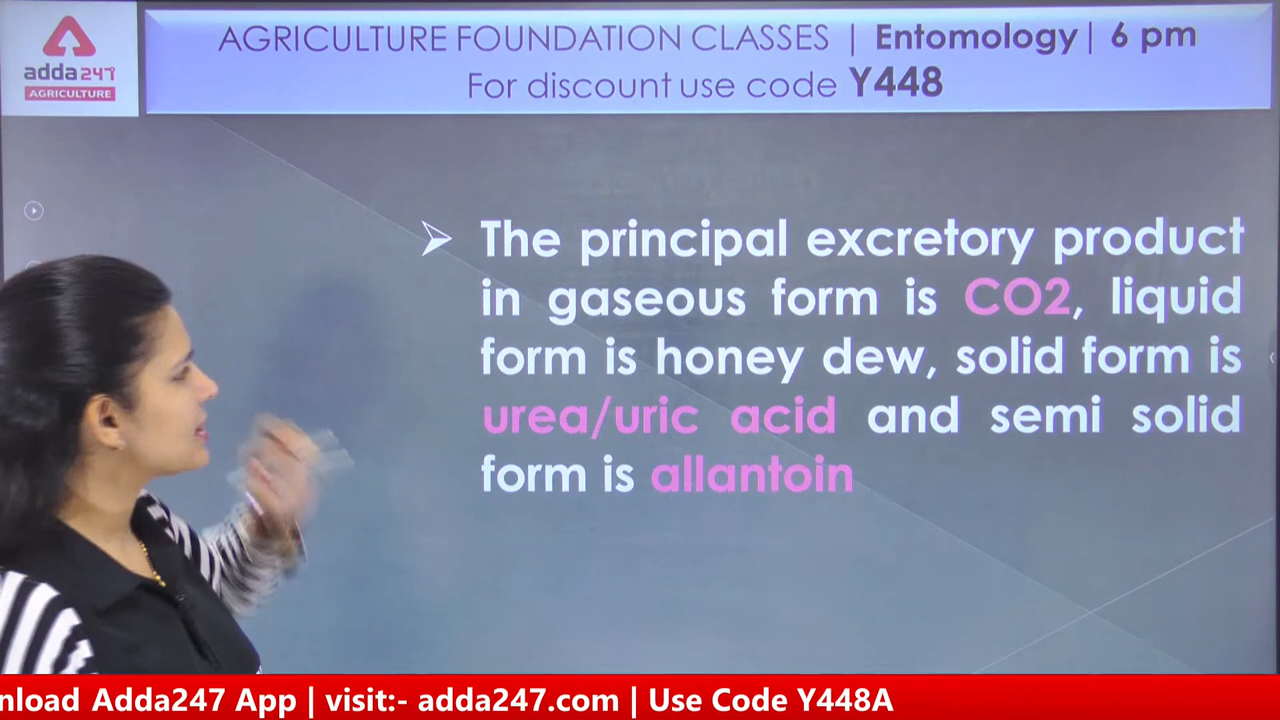 adda247
AGRICULTURE
AGRICULTURE FOUNDATION CLASSES | Entomology| 6 pm
For discount use code Y448
The principal excretory product
in gaseous form is CO2, liquid
form is honey dew, solid form is
urea/uric acid and semi solid
form is allantoin
nload Adda247 App | visit:- adda247.com | Use Code Y448A